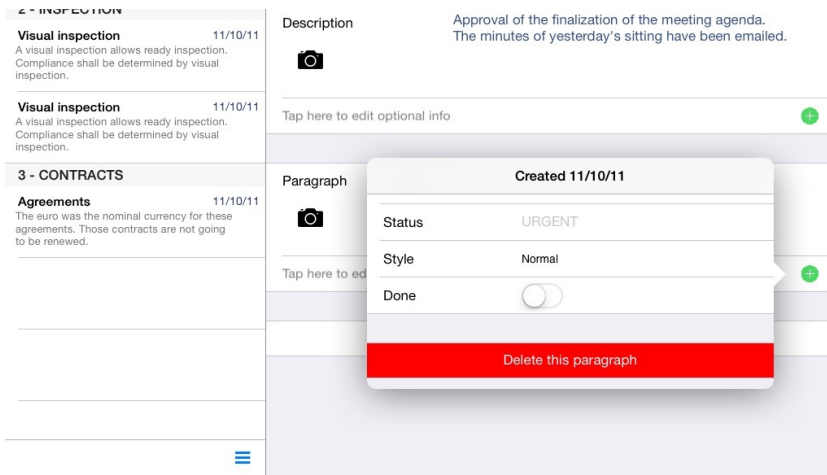 2 - INSPECTION
Visual inspection 11/10/11
A visual inspection allows ready inspection.
Compliance shall be determined by visual
inspection.
Visual inspection 11/10/11
A visual inspection allows ready inspection.
Compliance shall be determined by visual
inspection.
3 - CONTRACTS
Agreements 11/10/11
The euro was the nominal currency for these
agreements. Those contracts are not going
to be renewed.
Description
Approval of the finalization of the meeting agenda.
The minutes of yesterday's sitting have been emailed.
Tap here to edit optional info
Paragraph
Tap here to ed
Created 11/10/11
Status URGENT
Style Normal
Done
Delete this paragraph